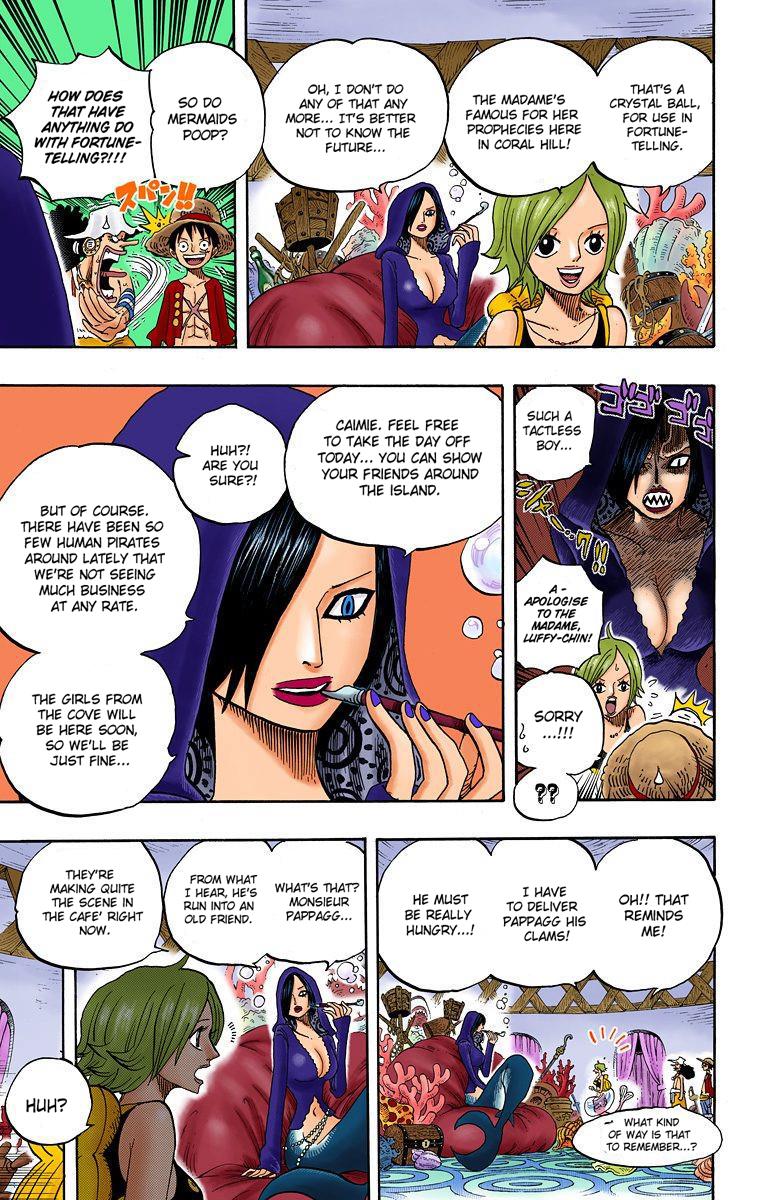 THAT'S A
CRYSTAL BALL,
FOR USE IN
FORTUNE-
TELLING.
THE MADAME'S
FAMOUS FOR HER
PROPHECIES HERE
IN CORAL HILL!
OH, I DON'T DO
ANY OF THAT ANY
MORE... IT'S BETTER
NOT TO KNOW THE
FUTURE...
SO DO
MERMAIDS
POOP?
HOW DOES
THAT HAVE
ANYTHING DO
WITH FORTUNE-
TELLING?!!!
スパン!!
ゴゴゴゴ
SUCH A
TACTLESS
BOY...
A -
APOLOGISE
TO THE
MADAME,
LUFFY-CHIN!
SORRY
...!!!
??
CAIMIE. FEEL FREE
TO TAKE THE DAY OFF
TODAY... YOU CAN SHOW
YOUR FRIENDS AROUND
THE ISLAND.
HUH?!
ARE YOU
SURE?!
BUT OF COURSE.
THERE HAVE BEEN SO
FEW HUMAN PIRATES
AROUND LATELY THAT
WE'RE NOT SEEING
MUCH BUSINESS
AT ANY RATE.
THE GIRLS FROM
THE COVE WILL
BE HERE SOON,
SO WE'LL BE
JUST FINE...
OH!! THAT
REMINDS
ME!
I HAVE
TO DELIVER
PAPPAGG HIS
CLAMS!
HE MUST
BE REALLY
HUNGRY...!
WHAT KIND
OF WAY IS THAT
TO REMEMBER...?
WHAT'S THAT?
MONSIEUR
PAPPAGG...
FROM WHAT
I HEAR, HE'S
RUN INTO AN
OLD FRIEND.
THEY'RE
MAKING QUITE
THE SCENE IN
THE CAFE' RIGHT
NOW.
HUH?